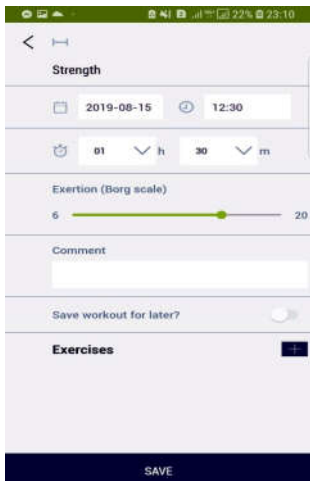 22% 23:10
Strength
2019-08-15 12:30
01 h 30 m
Exertion (Borg scale)
6 20
Comment
Save workout for later?
Exercises +
SAVE